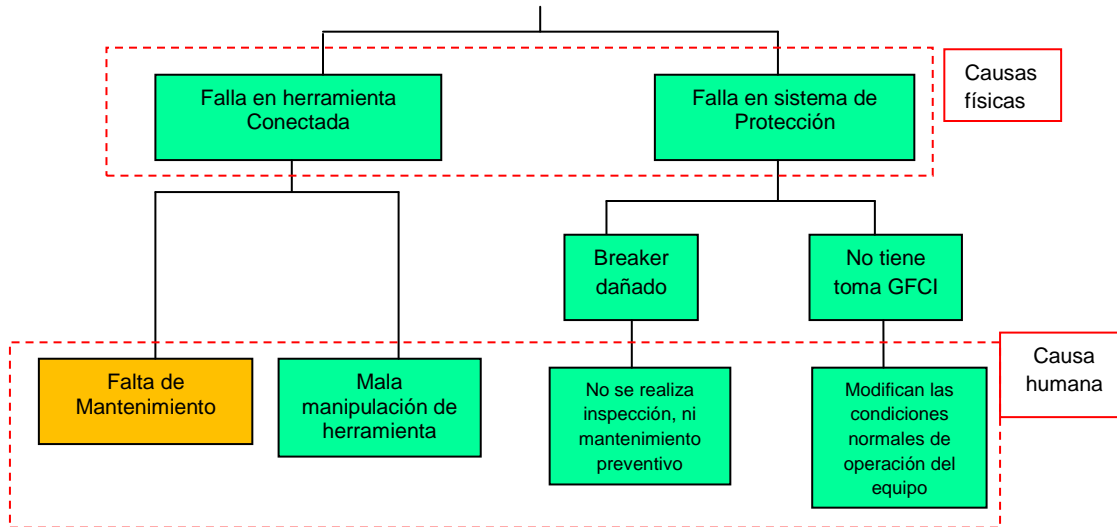 Falla en herramienta
Conectada
Falla en sistema de
Protección
Causas
físicas
Breaker
dañado
No tiene
toma GFCI
Falta de
Mantenimiento
Mala
manipulación de
herramienta
No se realiza
inspección, ni
mantenimiento
preventivo
Modifican las
condiciones
normales de
operación del
equipo
Causa
humana